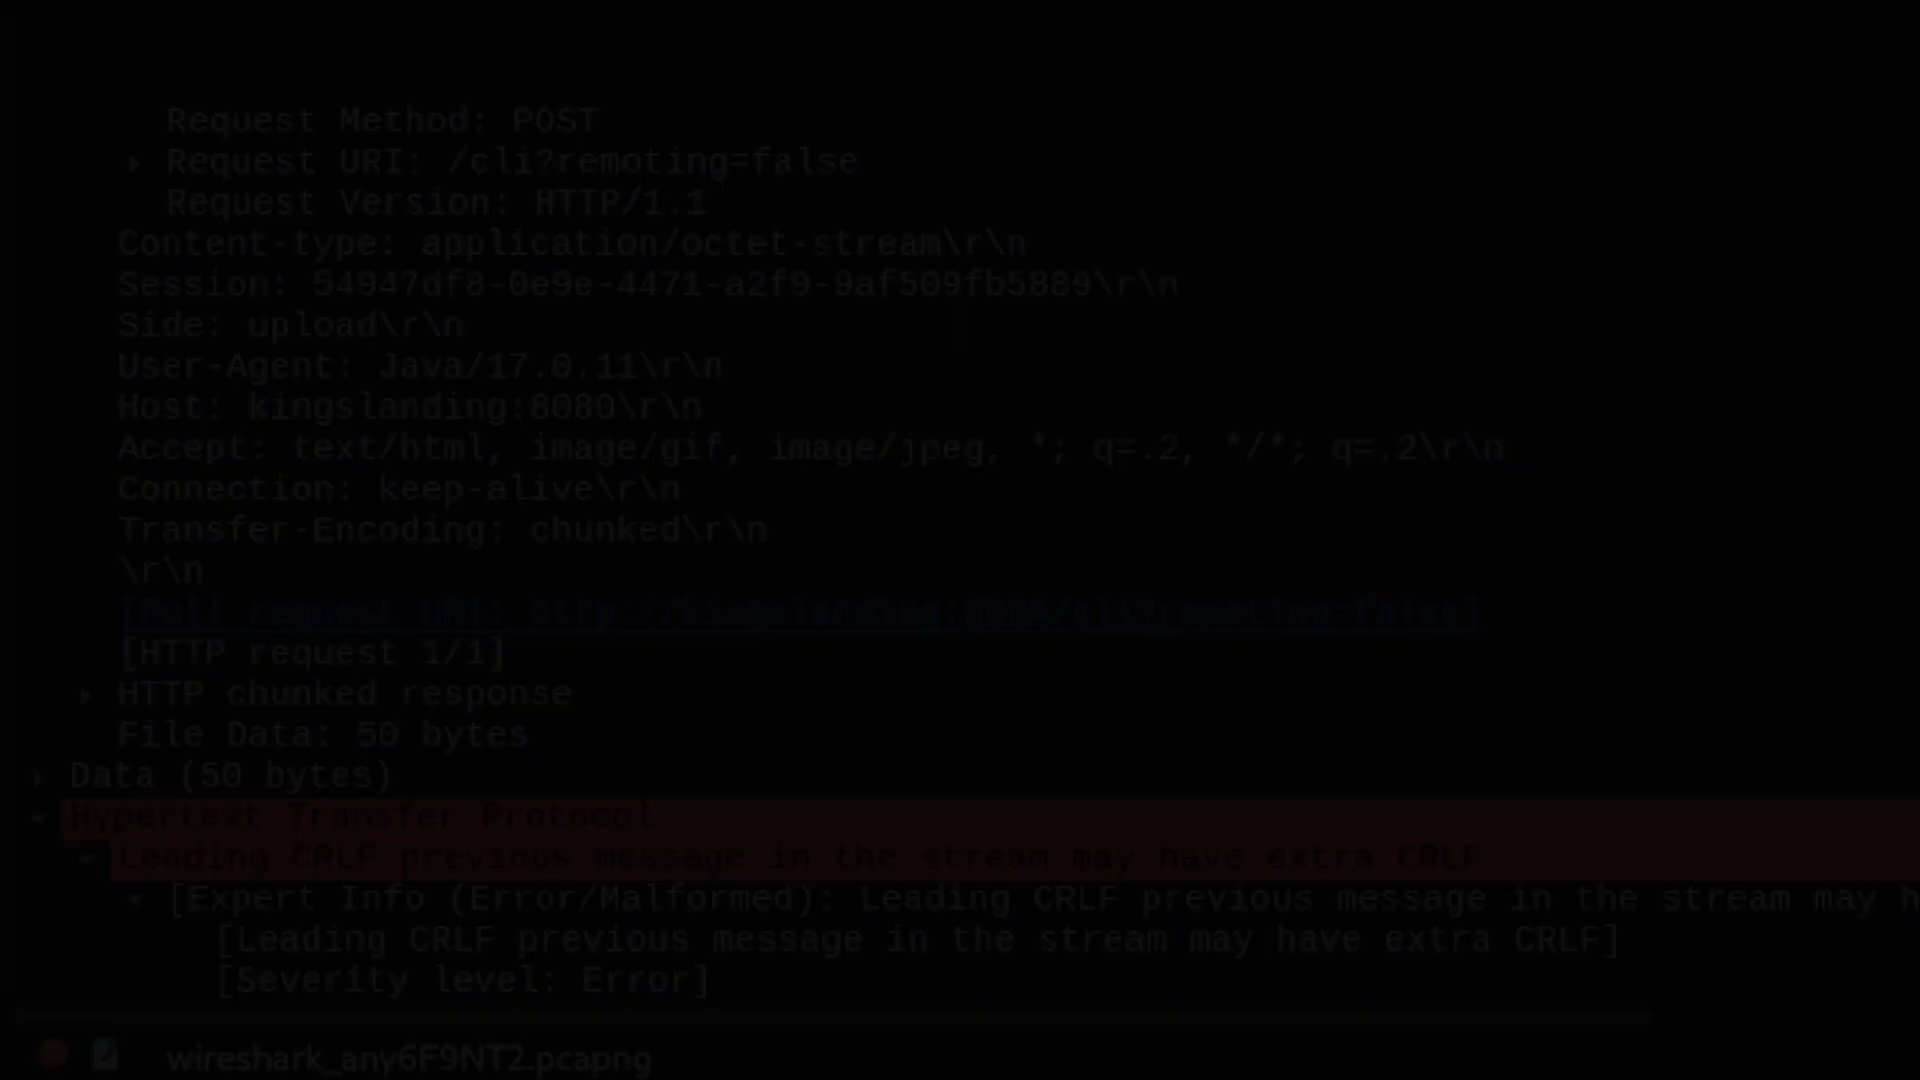 Request Method: POST
Request URI: /cli?remoting=false
Request Version: HTTP/1.1
Content-type: application/octet-stream\r\n
Session: 54947df8-0e9e-4471-a2f9-9af509fb5889\r\n
Side: upload\r\n
User-Agent: Java/17.0.11\r\n
Host: kingslanding:8080\r\n
Accept: text/html, image/gif, image/jpeg, *; q=.2, */*; q=.2\r\n
Connection: keep-alive\r\n
Transfer-Encoding: chunked\r\n
\r\n
[Full request URI: http://kingslanding:8080/cli?remoting=false]
[HTTP request 1/1]
HTTP chunked response
File Data: 50 bytes
Data (50 bytes)
Hypertext Transfer Protocol
Leading CRLF previous message in the stream may have extra CRLF
[Expert Info (Error/Malformed): Leading CRLF previous message in the stream may h
[Leading CRLF previous message in the stream may have extra CRLF]
[Severity level: Error]
wireshark_any6F9NT2.pcapng